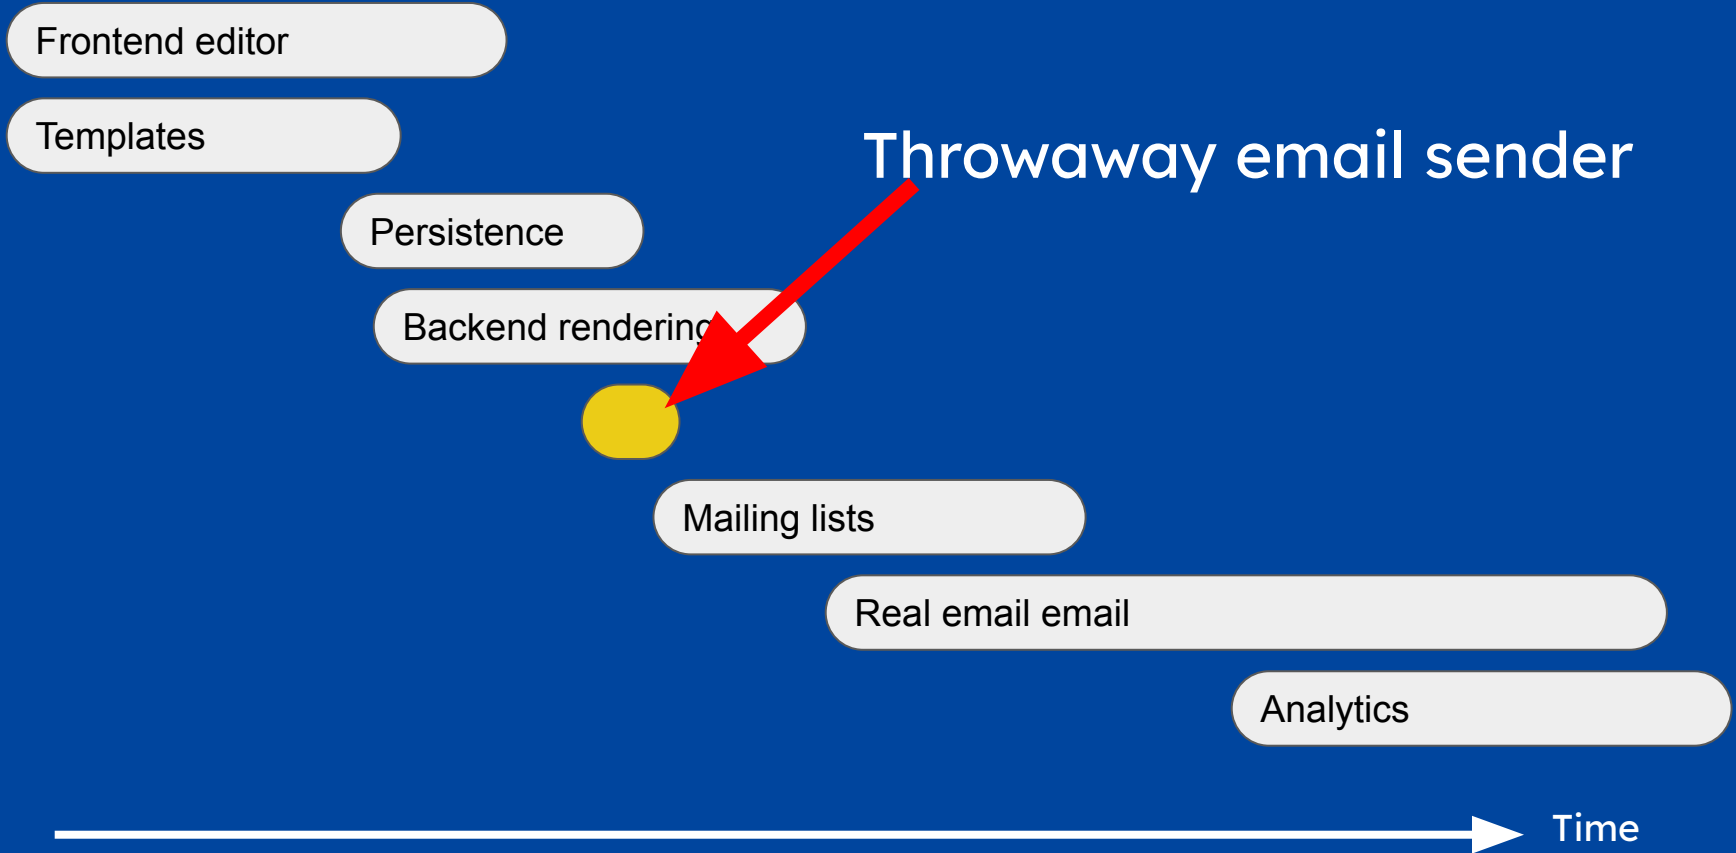 Frontend editor
Templates
Throwaway email sender
Persistence
Backend rendering
Mailing lists
Real email email
Analytics
Time